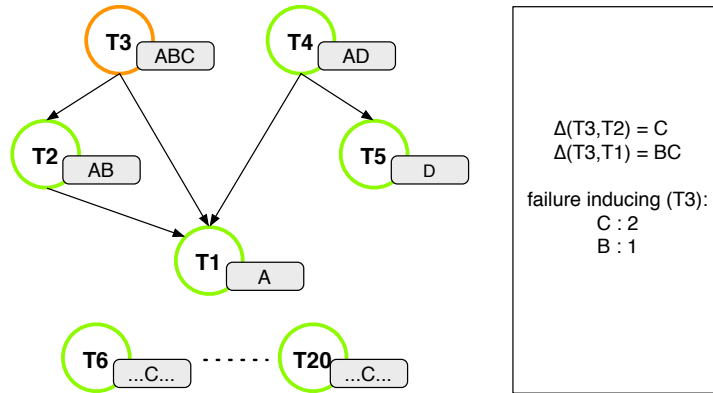 T3
ABC
T4
AD
T2
AB
T5
D
T1
A
T6
...C...
T20
...C...
Δ(T3,T2) = C
Δ(T3,T1) = BC
failure inducing (T3):
C : 2
B : 1